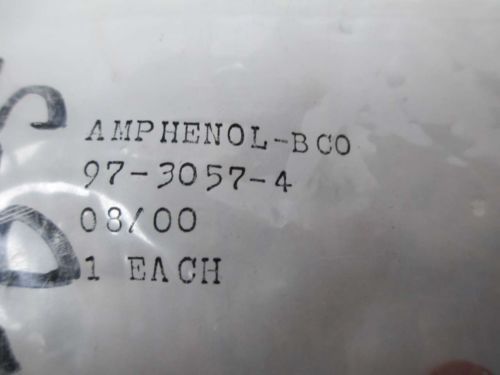 AMPHENOL-BCO
97-3057-4
08/00
1 EACH